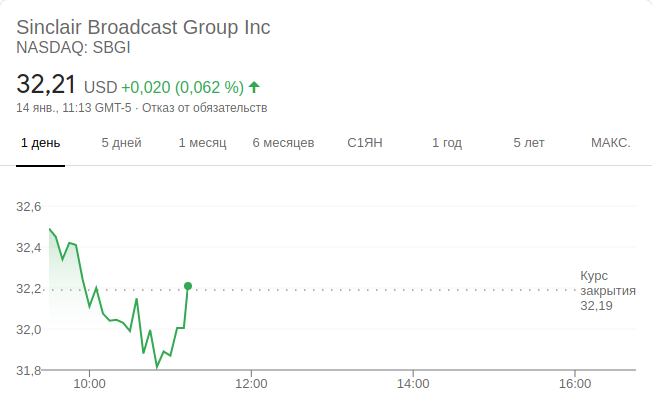 Sinclair Broadcast Group Inc
NASDAQ: SBGI
32,21 USD +0,020 (0,062 %)
14 янв., 11:13 GMT-5 · Отказ от обязательств
1 день 5 дней 1 месяц 6 месяцев С1ЯН 1 год 5 лет МАКС.
32,6
32,4
32,2
32,0
31,8
Курс
закрытия
32,19
10:00 12:00 14:00 16:00